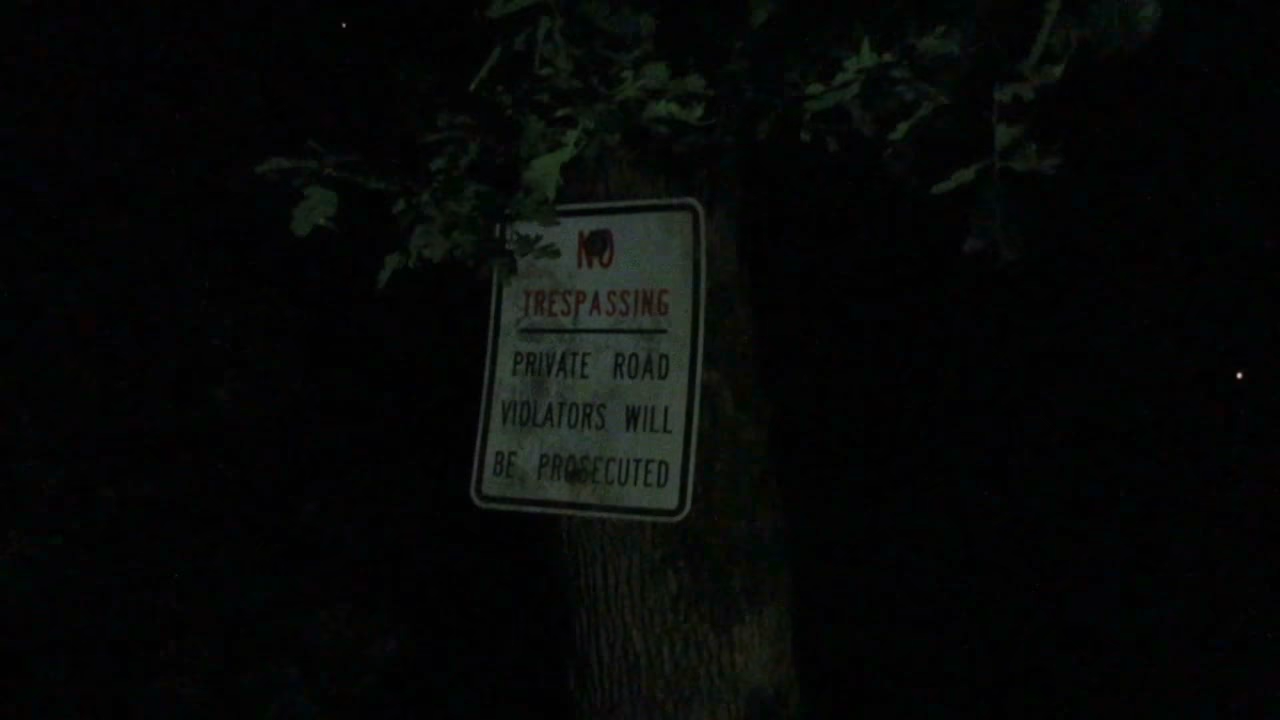 NO
TRESPASSING
PRIVATE ROAD
VIOLATORS WILL
BE PROSECUTED